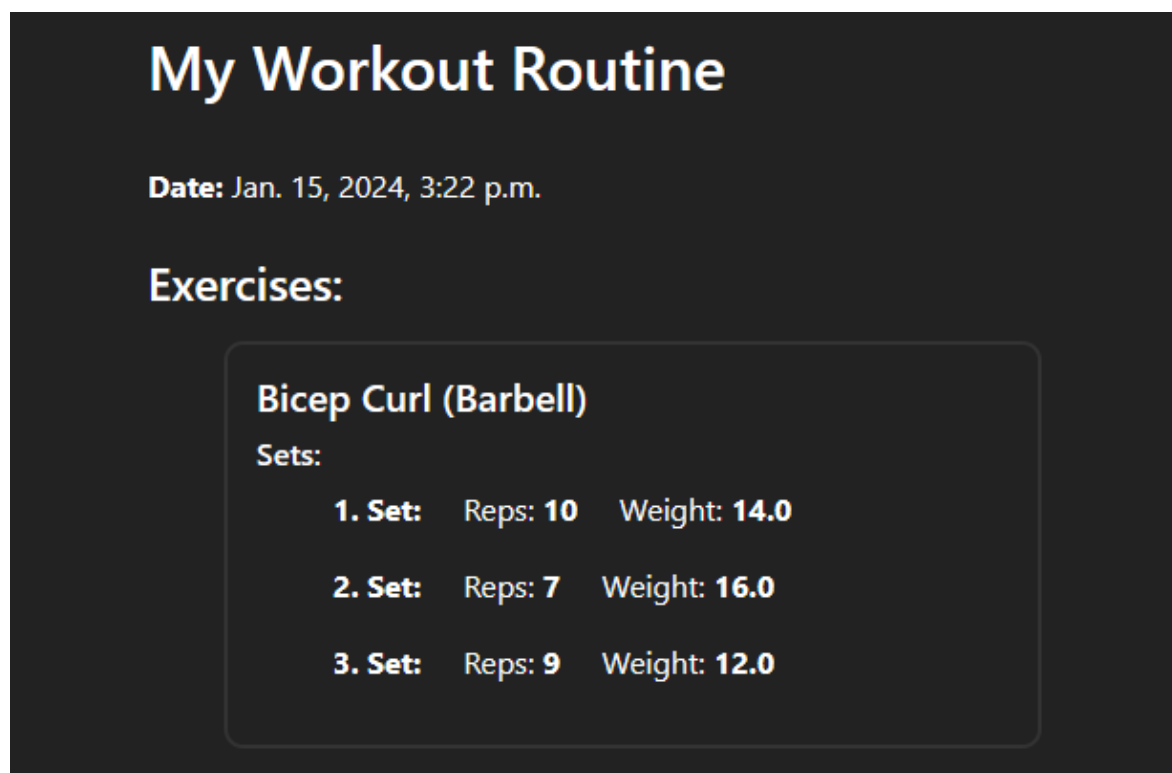 My Workout Routine
Date: Jan. 15, 2024, 3:22 p.m.
Exercises:
Bicep Curl (Barbell)
Sets:
1. Set: Reps: 10 Weight: 14.0
2. Set: Reps: 7 Weight: 16.0
3. Set: Reps: 9 Weight: 12.0